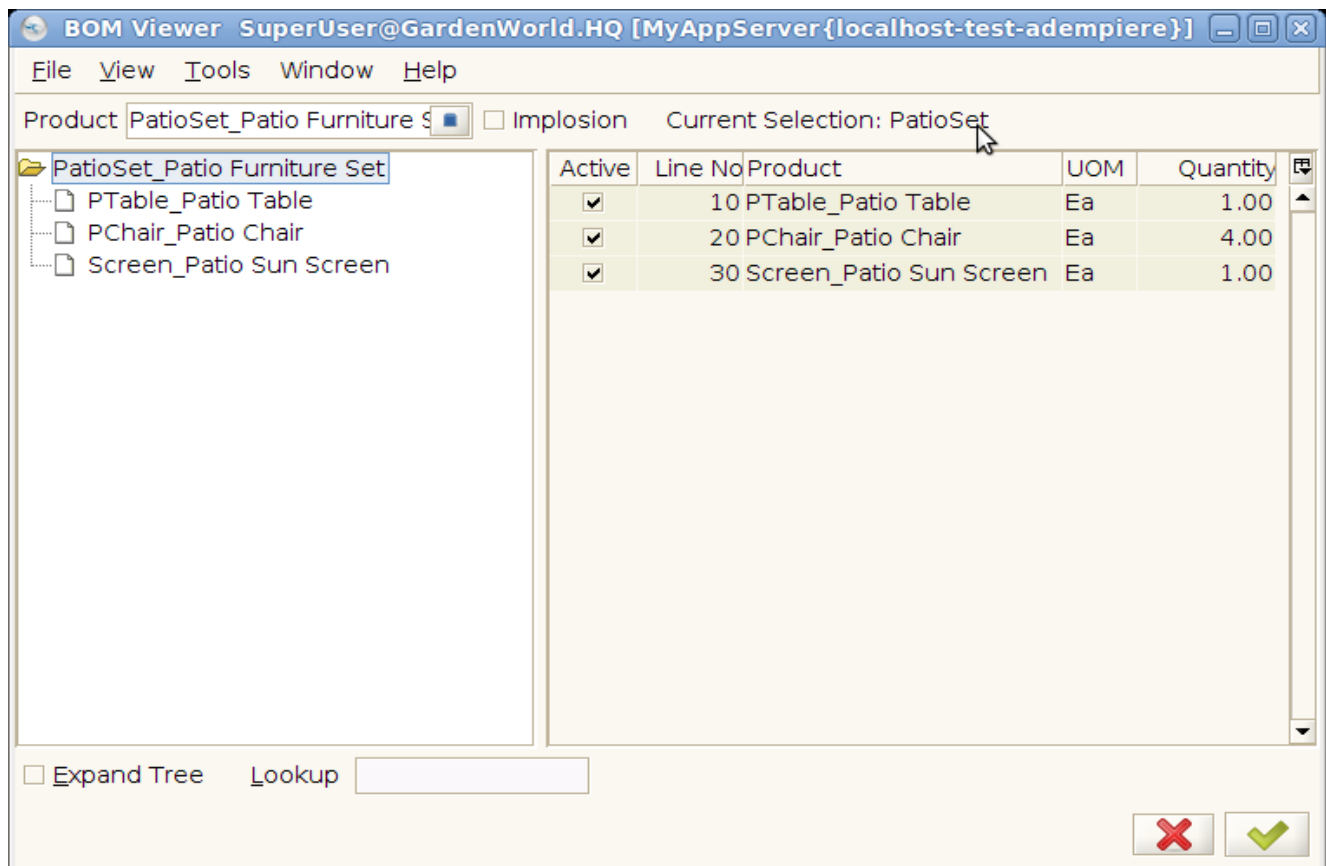 BOM Viewer SuperUser@GardenWorld.HQ [MyAppServer{localhost-test-adempiere}]
File View Tools Window Help
Product PatioSet_Patio Furniture S Implosion Current Selection: PatioSet
PatioSet_Patio Furniture Set
PTable_Patio Table
PChair_Patio Chair
Screen_Patio Sun Screen
Active Line No Product UOM Quantity
10 PTable_Patio Table Ea 1.00
20 PChair_Patio Chair Ea 4.00
30 Screen_Patio Sun Screen Ea 1.00
Expand Tree Lookup